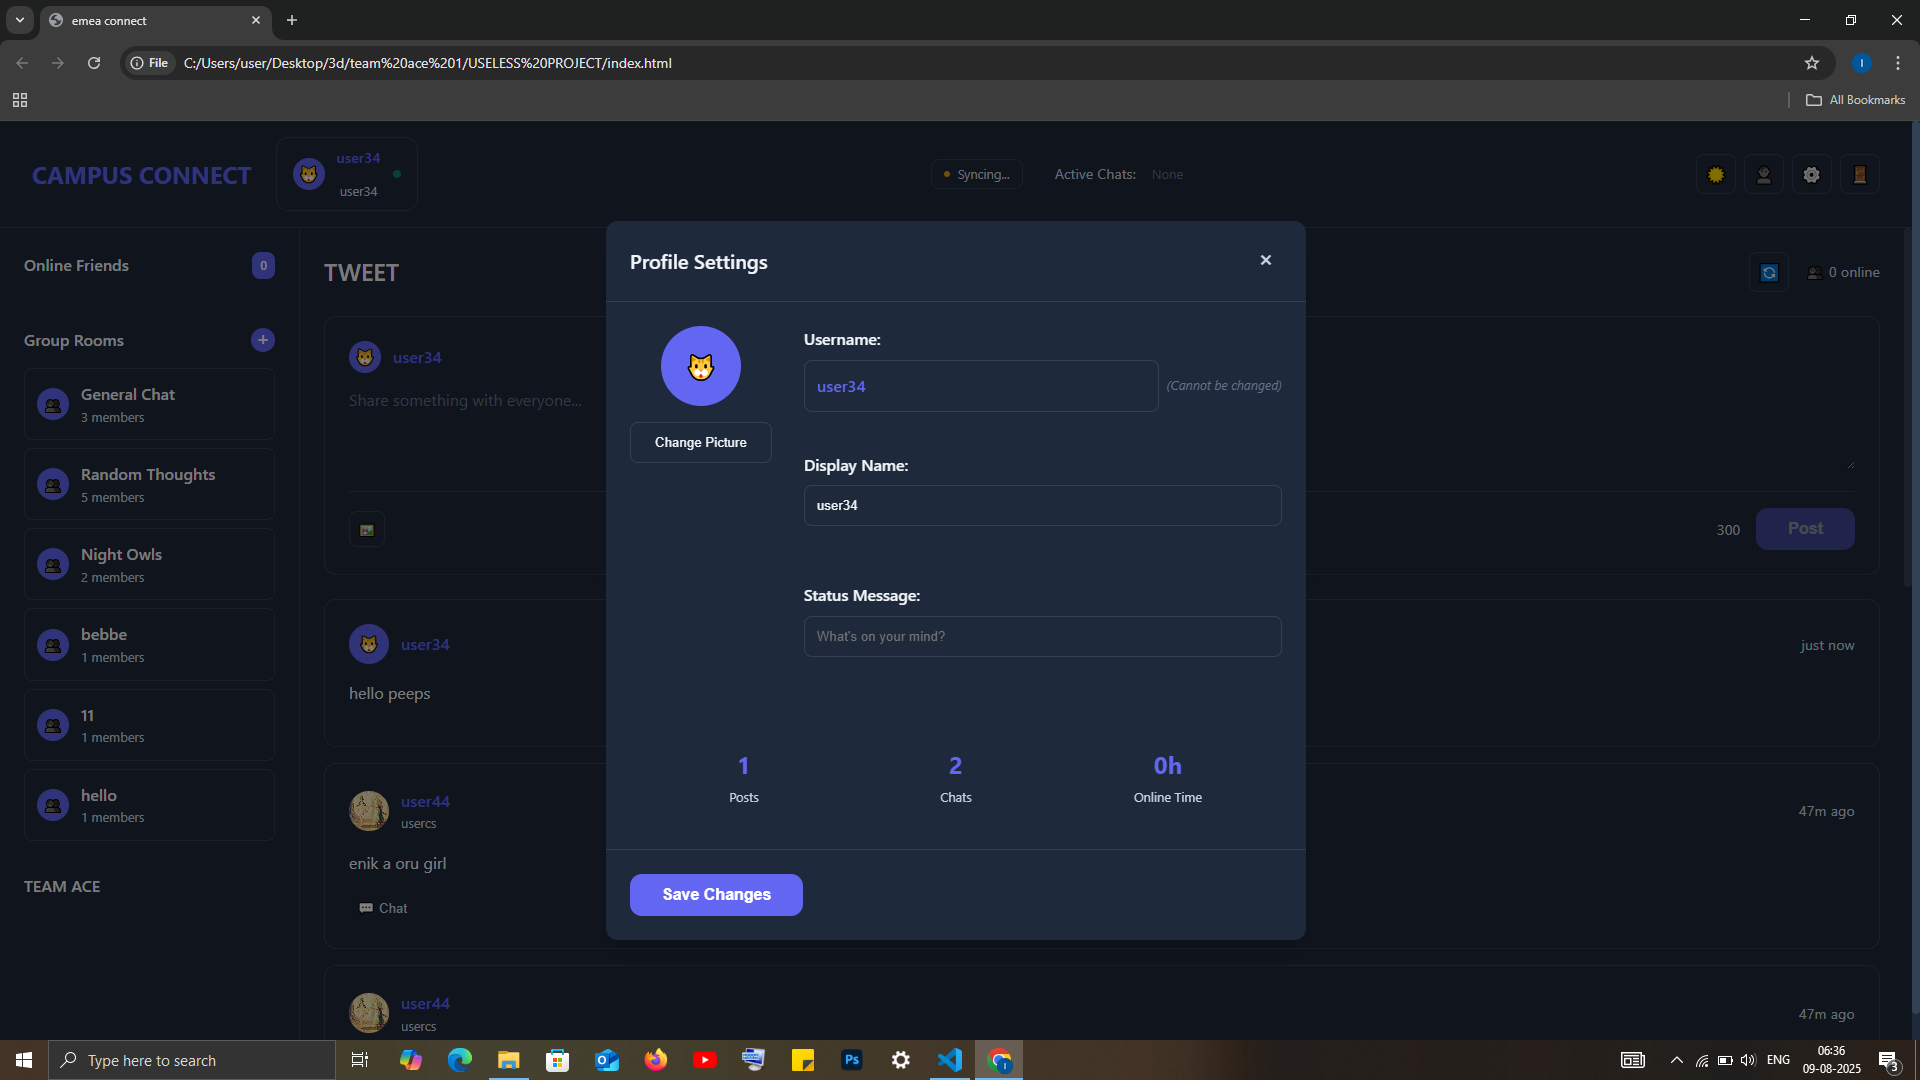 emea connect
File
C:/Users/user/Desktop/3d/team%20ace%201/USELESS%20PROJECT/index.html
I
All Bookmarks
CAMPUS CONNECT
user34
user34
Syncing...
Active Chats: None
Online Friends
0
Group Rooms
+
General Chat
3 members
Random Thoughts
5 members
Night Owls
2 members
bebbe
1 members
11
1 members
hello
1 members
TEAM ACE
TWEET
0 online
user34
Share something with everyone...
300
Post
user34
just now
hello peeps
user44
usercs
47m ago
enik a oru girl
Chat
user44
usercs
47m ago
Profile Settings
Change Picture
Username:
user34
(Cannot be changed)
Display Name:
user34
Status Message:
What's on your mind?
1
Posts
2
Chats
0h
Online Time
Save Changes
Type here to search
Ps
I
ENG
06:36
09-08-2025
3